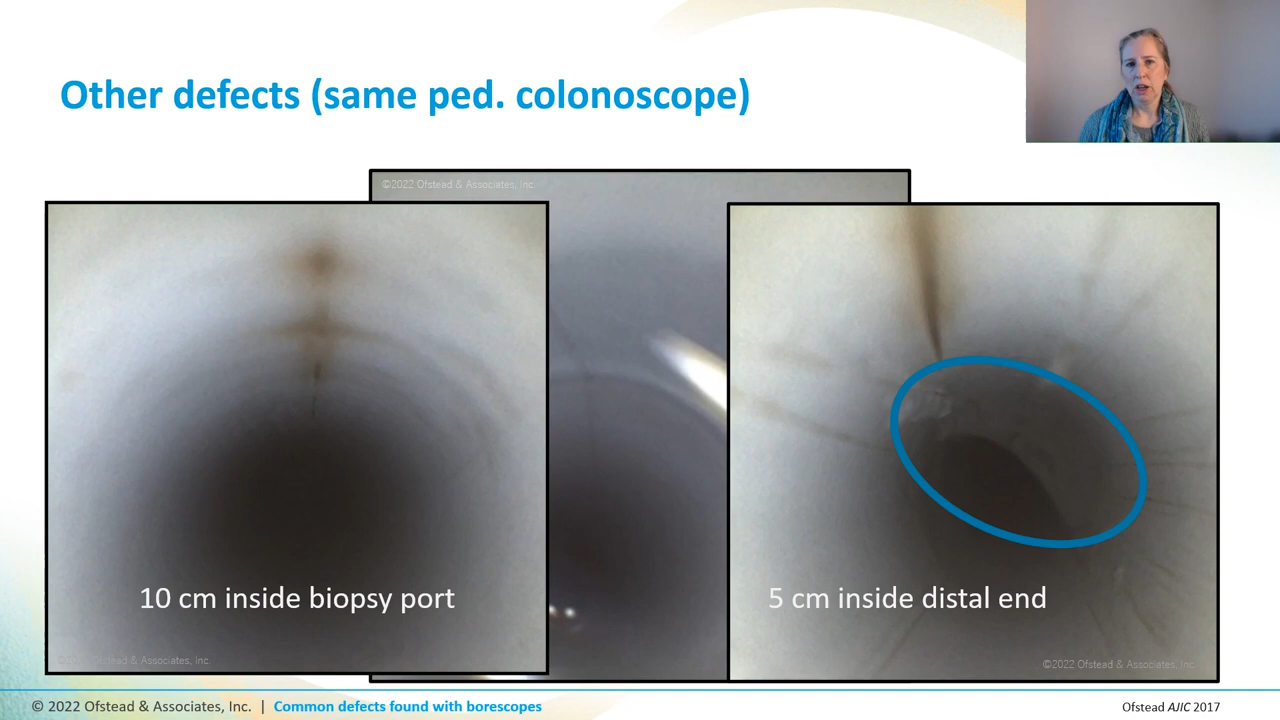 Other defects (same ped. colonoscope)
©2022 Ofstead & Associates, Inc.
10 cm inside biopsy port
5 cm inside distal end
©2022 Ofstead & Associates, Inc.
©2022 Ofstead & Associates, Inc.
© 2022 Ofstead & Associates, Inc. | Common defects found with borescopes
Ofstead AJIC 2017